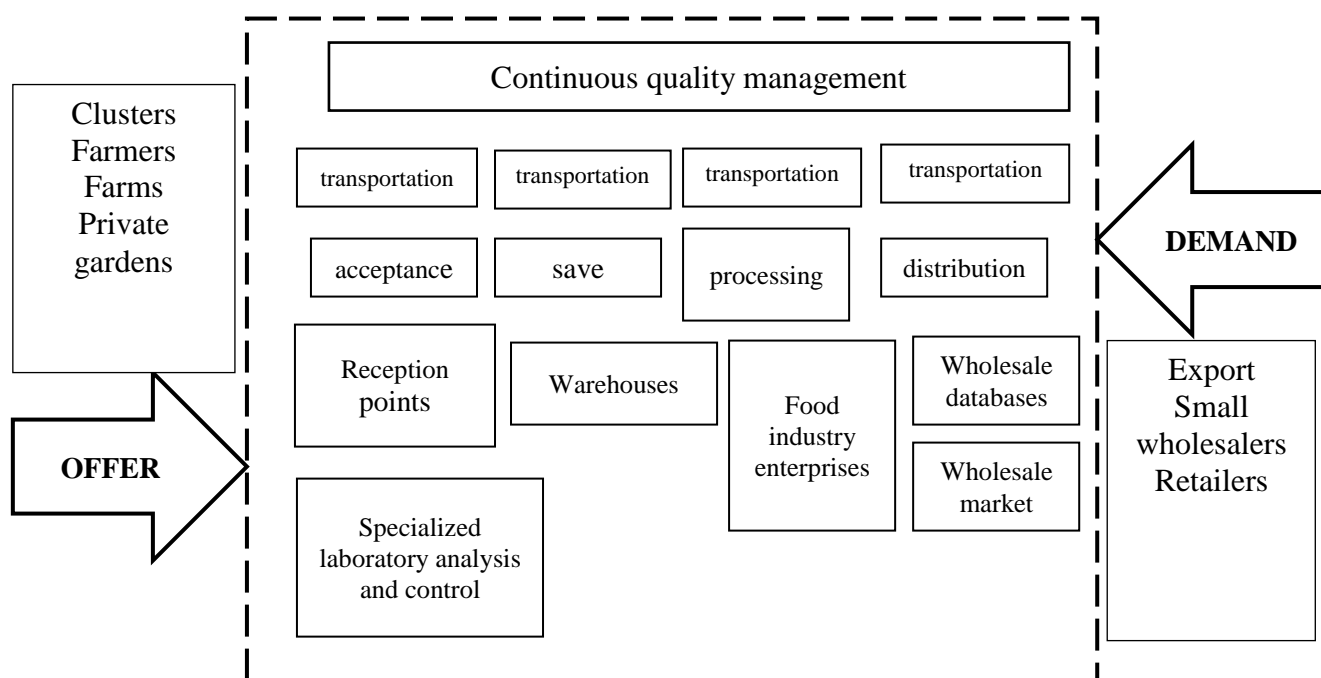 Continuous quality management
Clusters
Farmers
Farms
Private
gardens
transportation
transportation
transportation
transportation
acceptance
save
processing
distribution
DEMAND
Reception
points
Warehouses
Food
industry
enterprises
Wholesale
databases
Wholesale
market
Export
Small
wholesalers
Retailers
OFFER
Specialized
laboratory analysis
and control